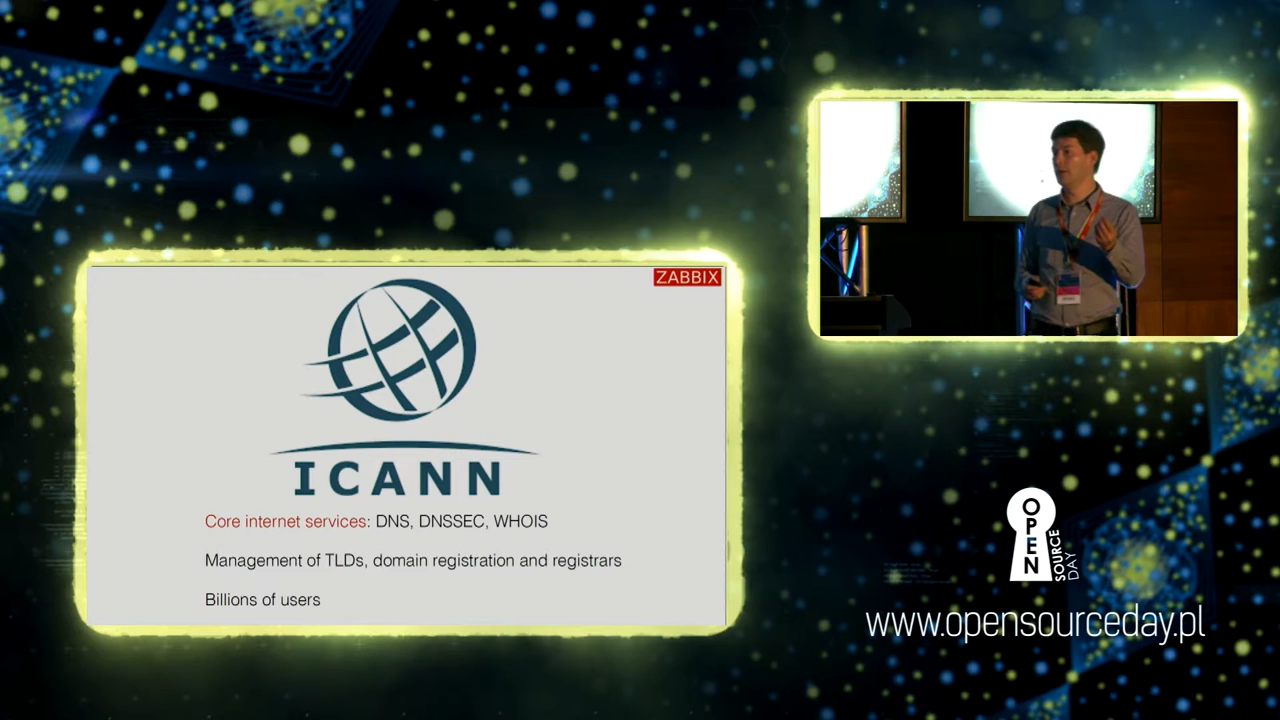 ZABBIX
ICANN
Core internet services: DNS, DNSSEC, WHOIS
Management of TLDs, domain registration and registrars
Billions of users
OPEN
SOURCE
DAY
www.opensourceday.pl